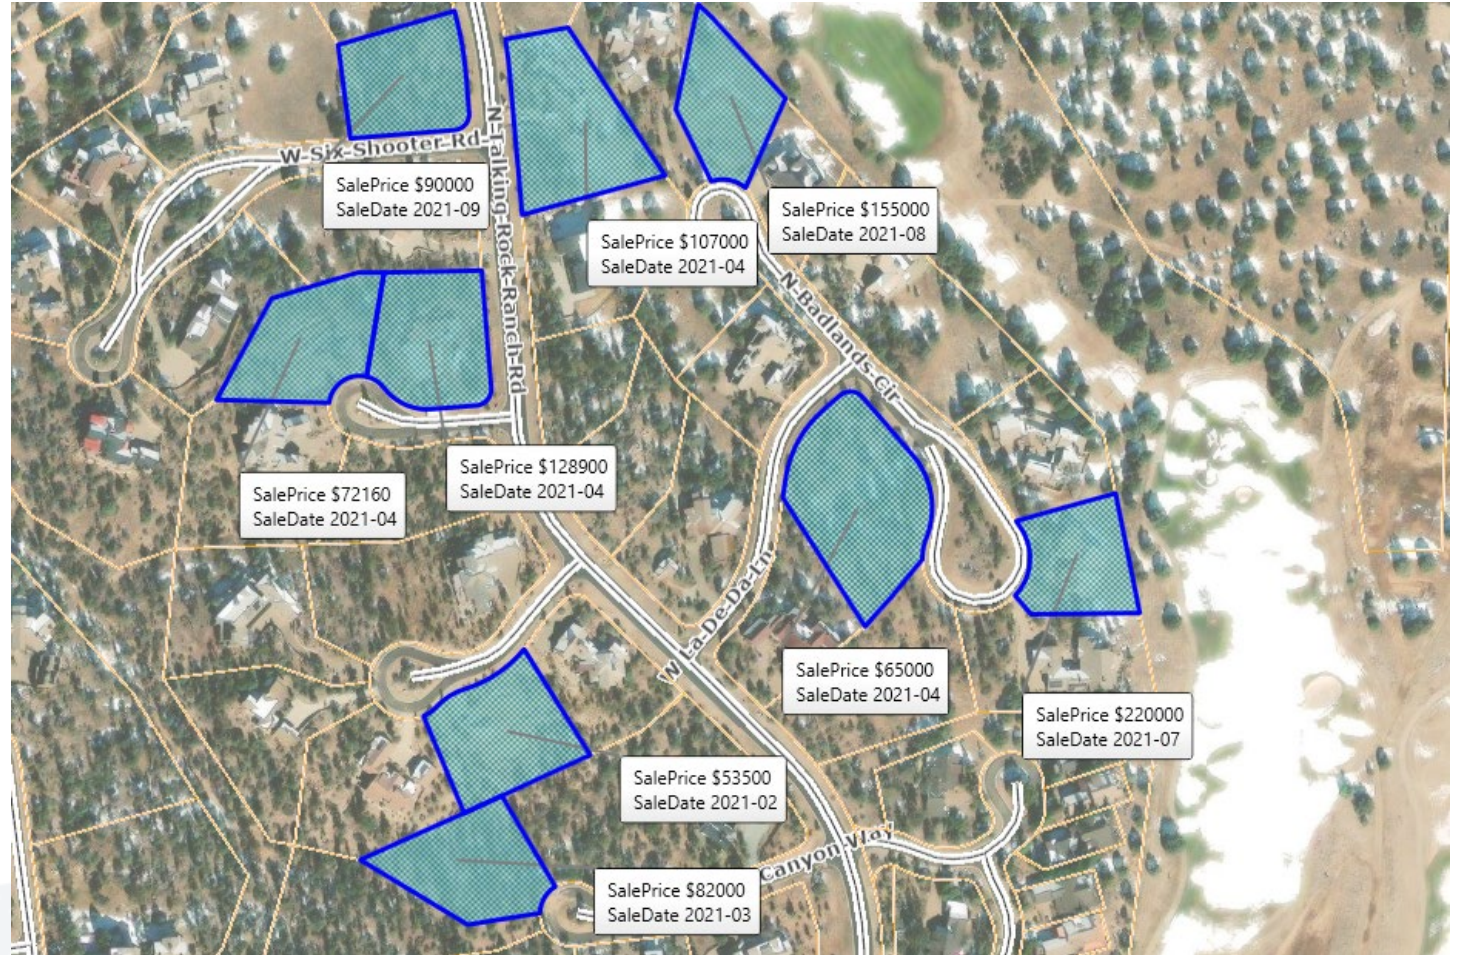 W-Six-Shooter-Rd
N-Talking-Rock-Ranch-Rd
SalePrice $90000
SaleDate 2021-09
SalePrice $155000
SaleDate 2021-08
SalePrice $107000
SaleDate 2021-04
N-Badlands-Cir
SalePrice $128900
SaleDate 2021-04
SalePrice $72160
SaleDate 2021-04
W La-De-Da-Ln
SalePrice $65000
SaleDate 2021-04
SalePrice $220000
SaleDate 2021-07
SalePrice $53500
SaleDate 2021-02
Canyon Way
SalePrice $82000
SaleDate 2021-03